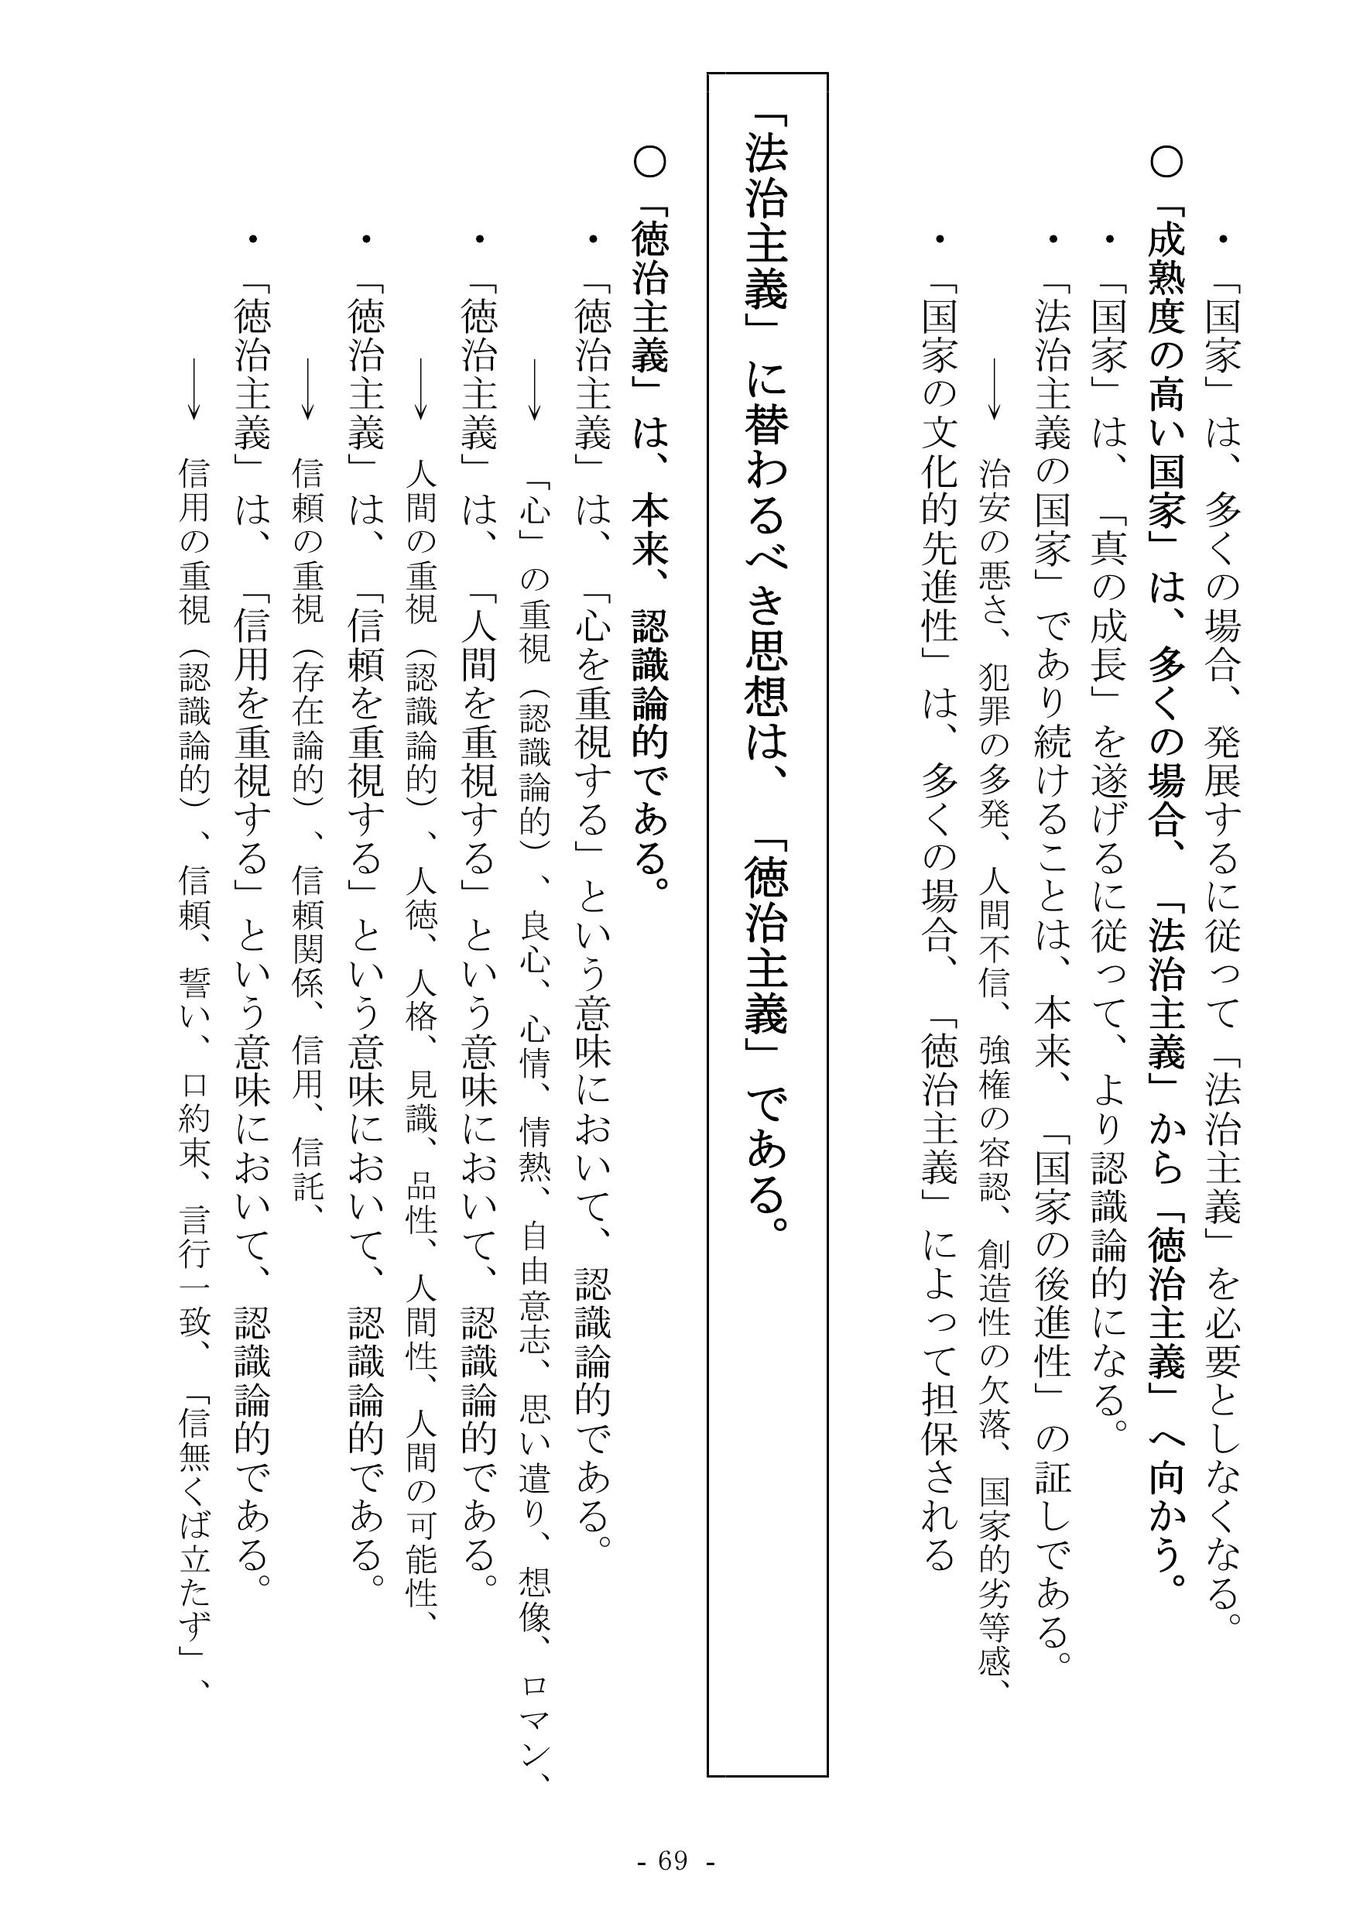 ・「国家」は、多くの場合、発展するに従って「法治主義」を必要としなくなる。
○「成熟度の高い国家」は、多くの場合、「法治主義」から「徳治主義」へ向かう。
・「国家」は、「真の成長」を遂げるに従って、より認識論的になる。
・「法治主義の国家」であり続けることは、本来、「国家の後進性」の証しである。
→ 治安の悪さ、犯罪の多発、人間不信、強権の容認、創造性の欠落、国家的劣等感、
・「国家の文化的先進性」は、多くの場合、「徳治主義」によって担保される
「法治主義」に替わるべき思想は、「徳治主義」である。
○「徳治主義」は、本来、認識論的である。
・「徳治主義」は、「心を重視する」という意味において、認識論的である。
→ 「心」の重視（認識論的）、良心、心情、情熱、自由意志、思い遣り、想像、ロマン、
・「徳治主義」は、「人間を重視する」という意味において、認識論的である。
→ 人間の重視（認識論的）、人徳、人格、見識、品性、人間性、人間の可能性、
・「徳治主義」は、「信頼を重視する」という意味において、認識論的である。
→ 信頼の重視（存在論的）、信頼関係、信用、信託、
・「徳治主義」は、「信用を重視する」という意味において、認識論的である。
→ 信用の重視（認識論的）、信頼、誓い、口約束、言行一致、「信無くば立たず」、
- 69 -